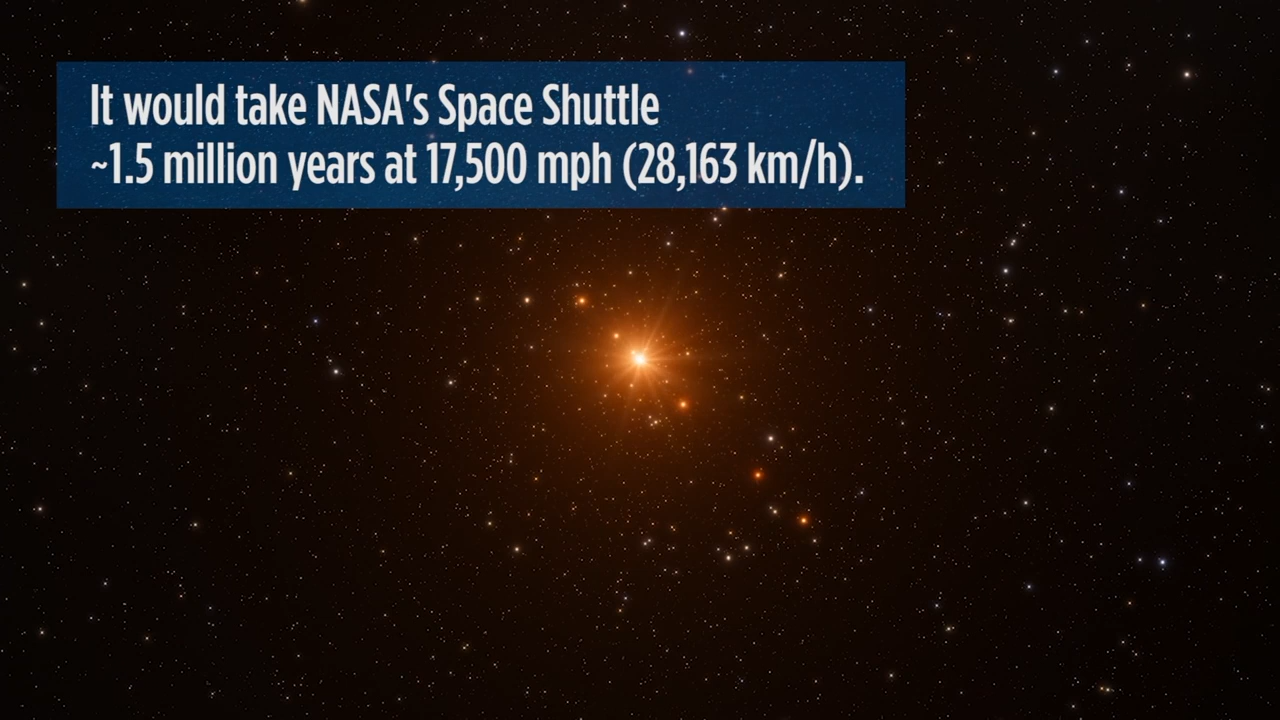 It would take NASA's Space Shuttle
~1.5 million years at 17,500 mph (28,163 km/h).